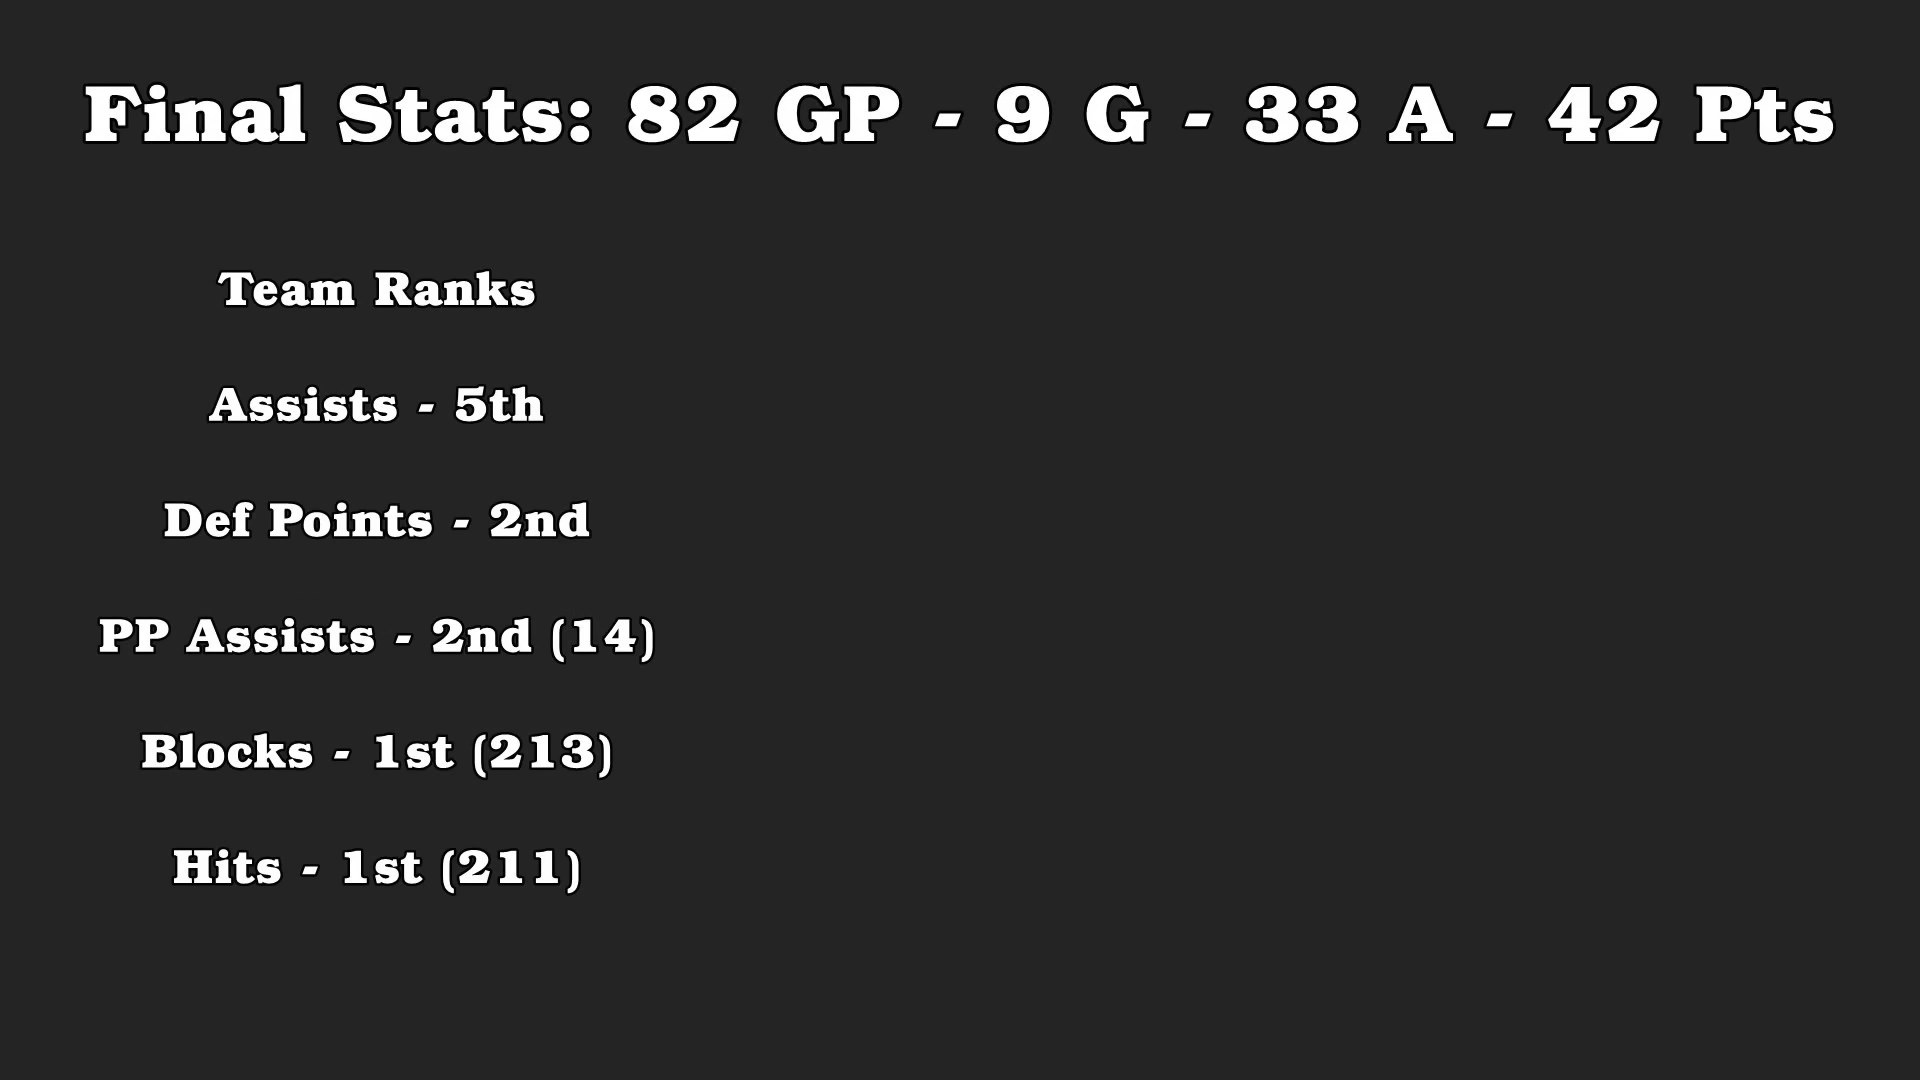 Final Stats: 82 GP - 9 G - 33 A - 42 Pts
Team Ranks
Assists - 5th
Def Points - 2nd
PP Assists - 2nd (14)
Blocks - 1st (213)
Hits - 1st (211)